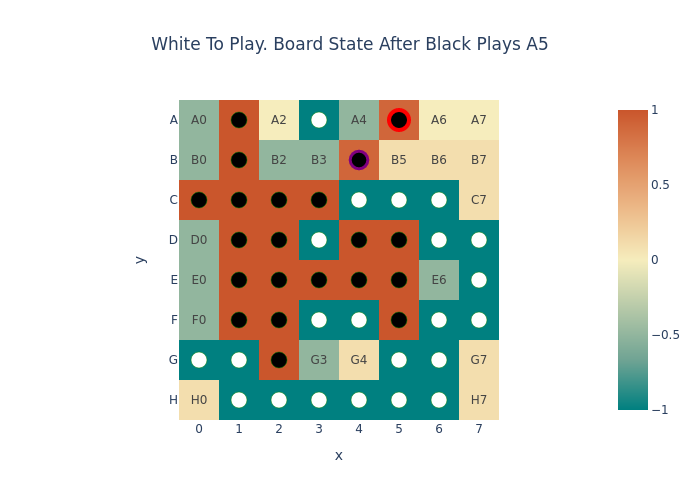 White To Play. Board State After Black Plays A5
A A0 A2 A4 A6 A7
B B0 B2 B3 B5 B6 B7
C C7
D D0
E E0 E6
F F0
G G3 G4 G7
H H0 H7
0 1 2 3 4 5 6 7
x
y
1
0.5
0
−0.5
−1